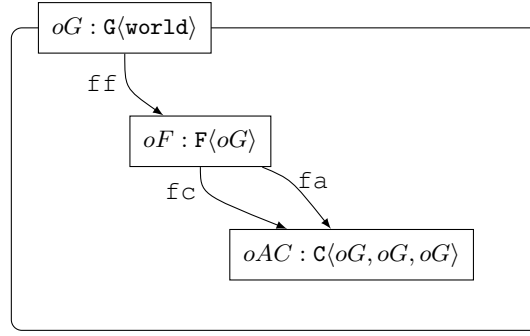 oG : G⟨world⟩
ff
oF : F⟨oG⟩
fc
fa
oAC : C⟨oG, oG, oG⟩